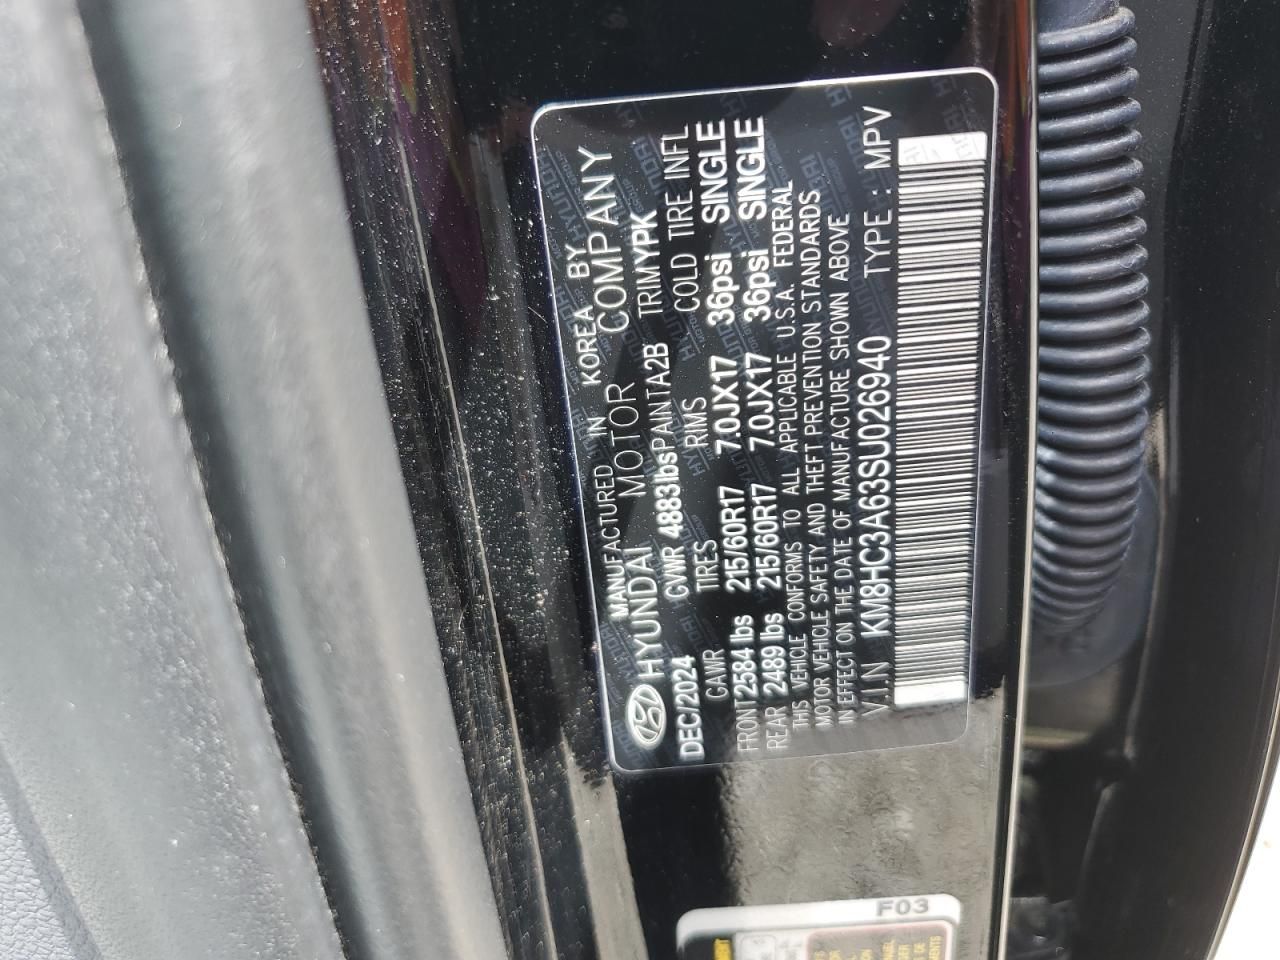 MANUFACTURED IN KOREA BY
HYUNDAI MOTOR COMPANY
DEC/2024 GVWR 4883lbs PAINT A2B TRIM YPK
GAWR TIRES RIMS COLD TIRE INFL
FRONT 2584 lbs 215/60R17 7.0JX17 36psi SINGLE
REAR 2489 lbs 215/60R17 7.0JX17 36psi SINGLE
THIS VEHICLE CONFORMS TO ALL APPLICABLE U.S.A. FEDERAL
MOTOR VEHICLE SAFETY AND THEFT PREVENTION STANDARDS
IN EFFECT ON THE DATE OF MANUFACTURE SHOWN ABOVE
VIN KM8HC3A63SU026940 TYPE : MPV
F03